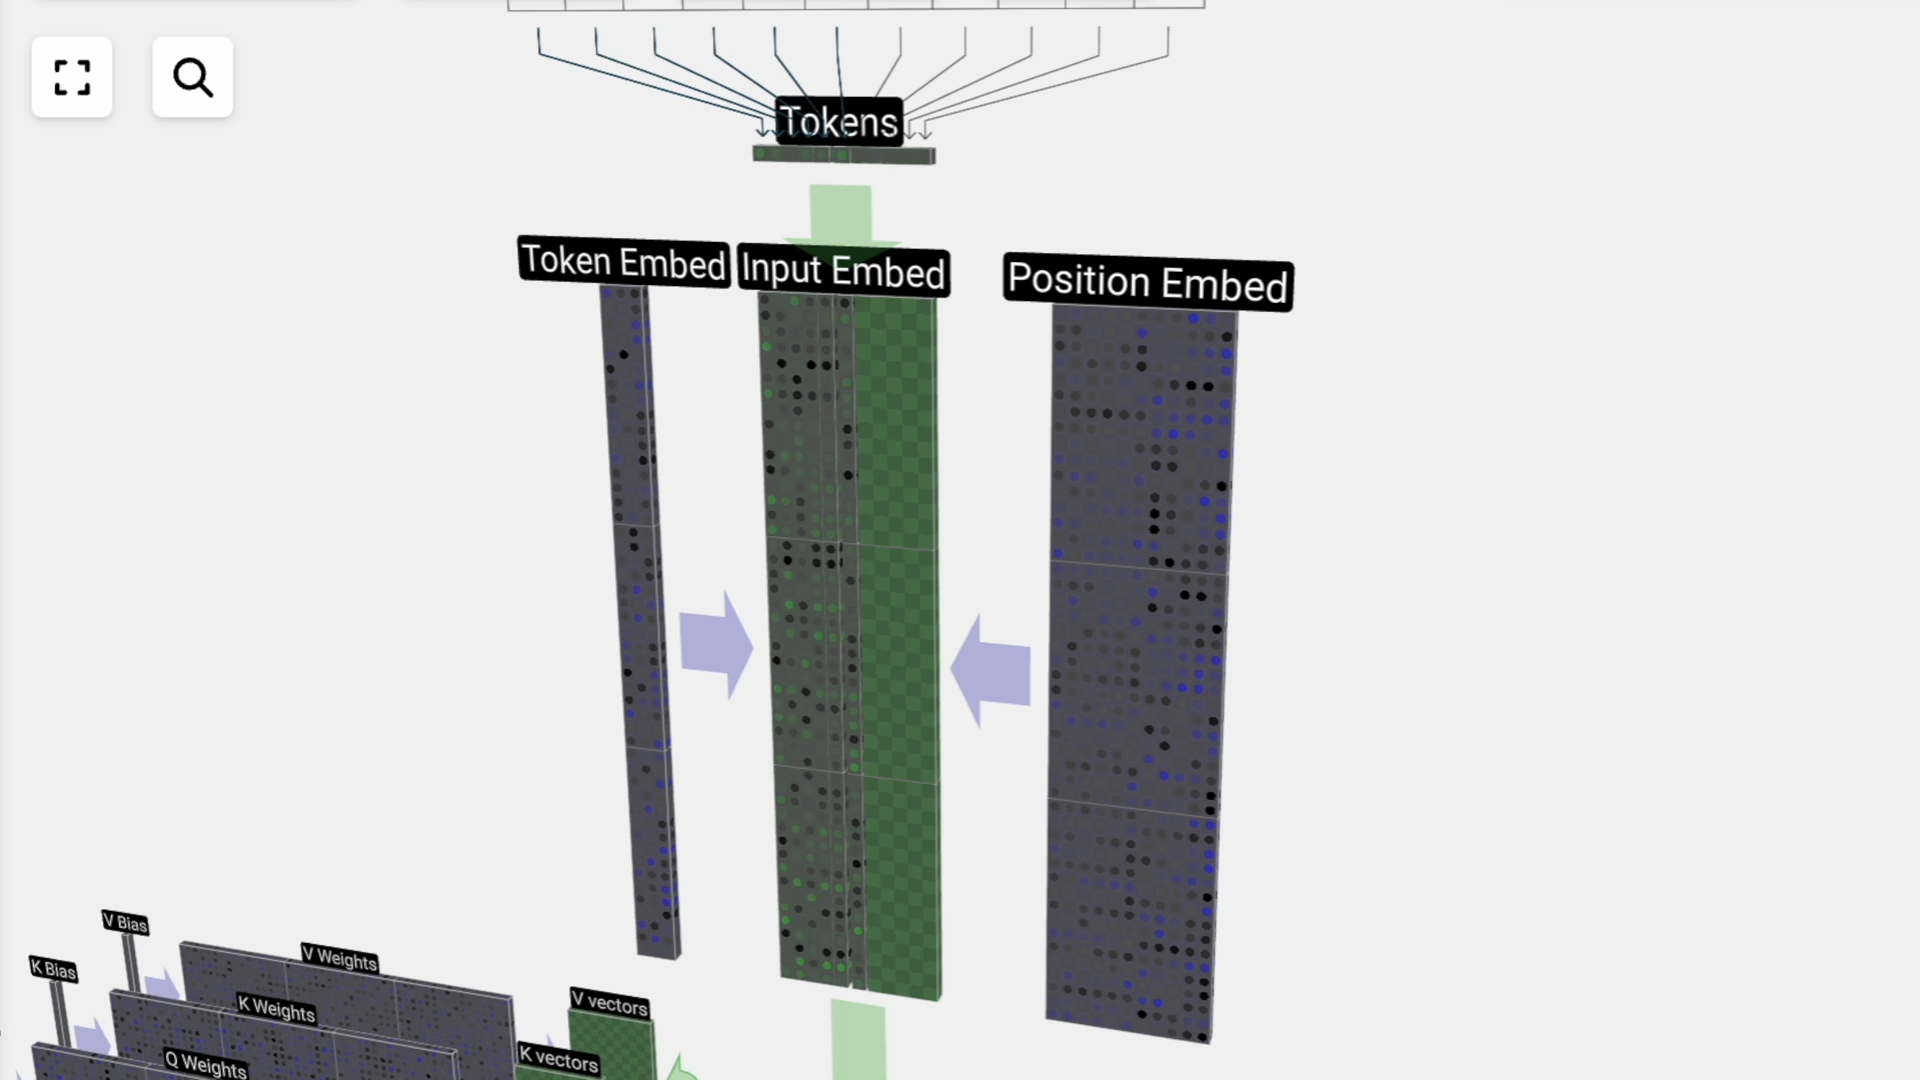 Tokens
Token Embed
Input Embed
Position Embed
V Bias
K Bias
V Weights
K Weights
Q Weights
V vectors
K vectors